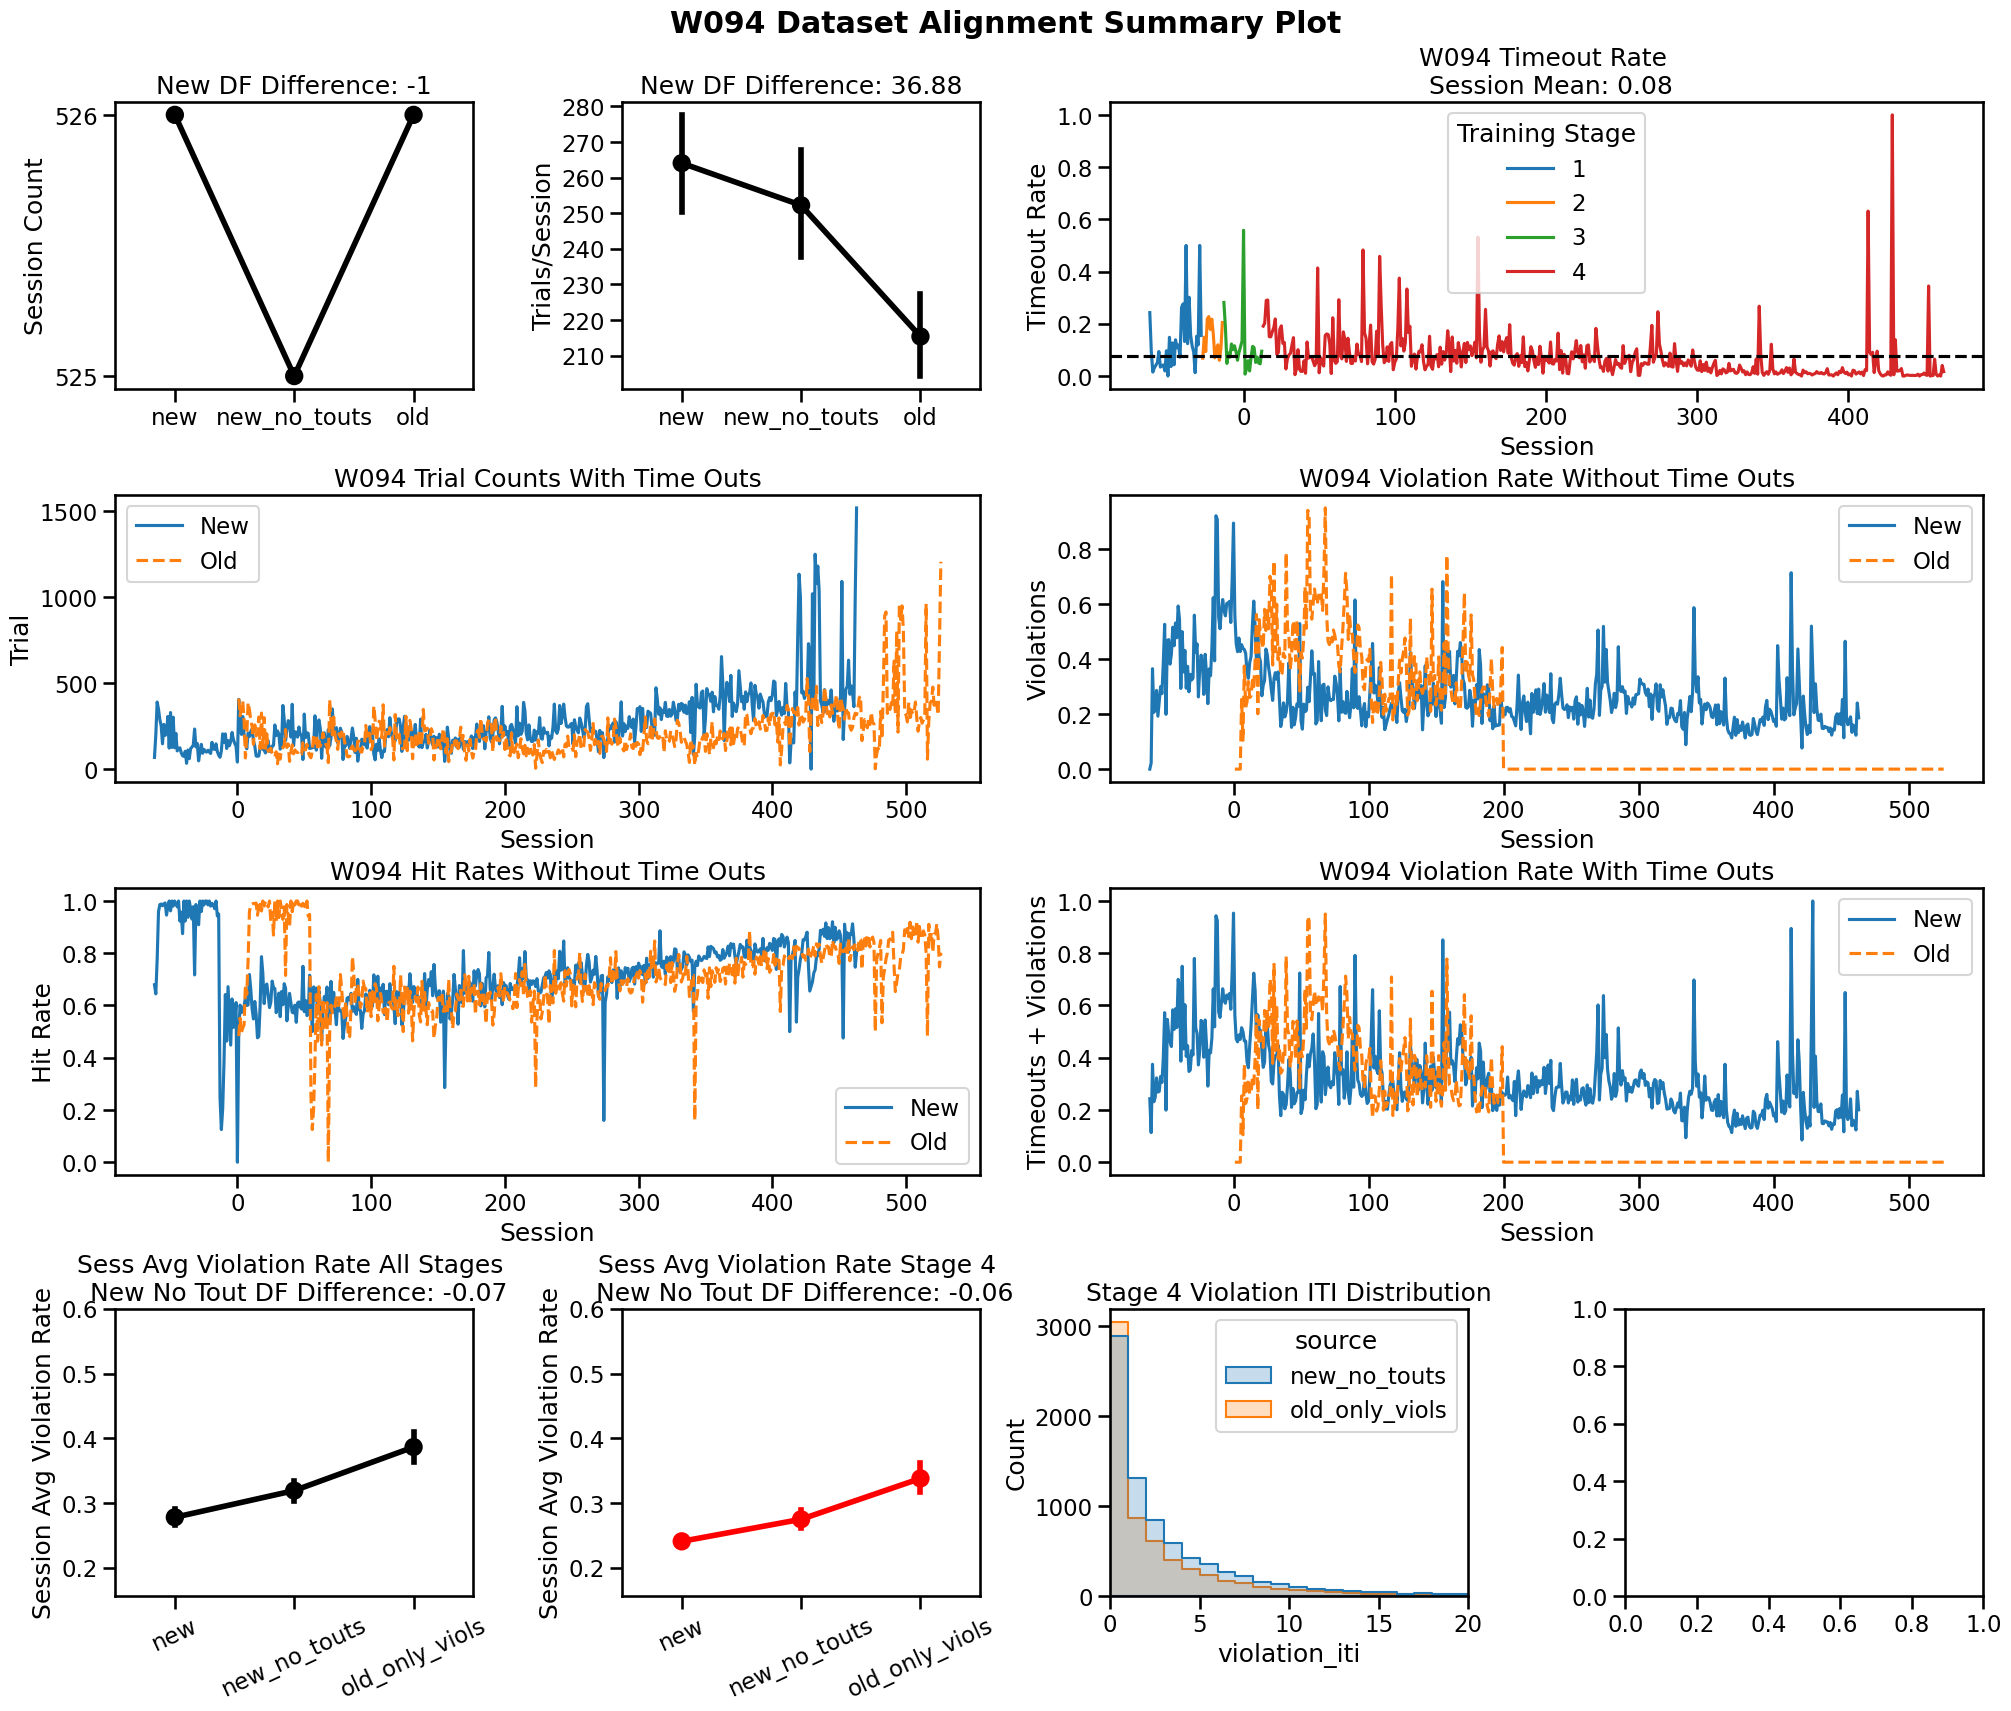 W094 Dataset Alignment Summary Plot
New DF Difference: -1
526
525
Session Count
new
new_no_touts
old
New DF Difference: 36.88
280
270
260
250
240
230
220
210
Trials/Session
new
new_no_touts
old
W094 Timeout Rate
Session Mean: 0.08
1.0
0.8
0.6
0.4
0.2
0.0
Timeout Rate
Training Stage
1
2
3
4
0
100
200
300
400
Session
W094 Trial Counts With Time Outs
1500
1000
500
0
Trial
New
Old
0
100
200
300
400
500
Session
W094 Violation Rate Without Time Outs
0.8
0.6
0.4
0.2
0.0
Violations
New
Old
0
100
200
300
400
500
Session
W094 Hit Rates Without Time Outs
1.0
0.8
0.6
0.4
0.2
0.0
Hit Rate
New
Old
0
100
200
300
400
500
Session
W094 Violation Rate With Time Outs
1.0
0.8
0.6
0.4
0.2
0.0
Timeouts + Violations
New
Old
0
100
200
300
400
500
Session
Sess Avg Violation Rate All Stages
New No Tout DF Difference: -0.07
0.6
0.5
0.4
0.3
0.2
Session Avg Violation Rate
new
new_no_touts
old_only_viols
Sess Avg Violation Rate Stage 4
New No Tout DF Difference: -0.06
0.6
0.5
0.4
0.3
0.2
Session Avg Violation Rate
new
new_no_touts
old_only_viols
Stage 4 Violation ITI Distribution
3000
2000
1000
0
Count
source
new_no_touts
old_only_viols
0
5
10
15
20
violation_iti
1.0
0.8
0.6
0.4
0.2
0.0
0.0
0.2
0.4
0.6
0.8
1.0